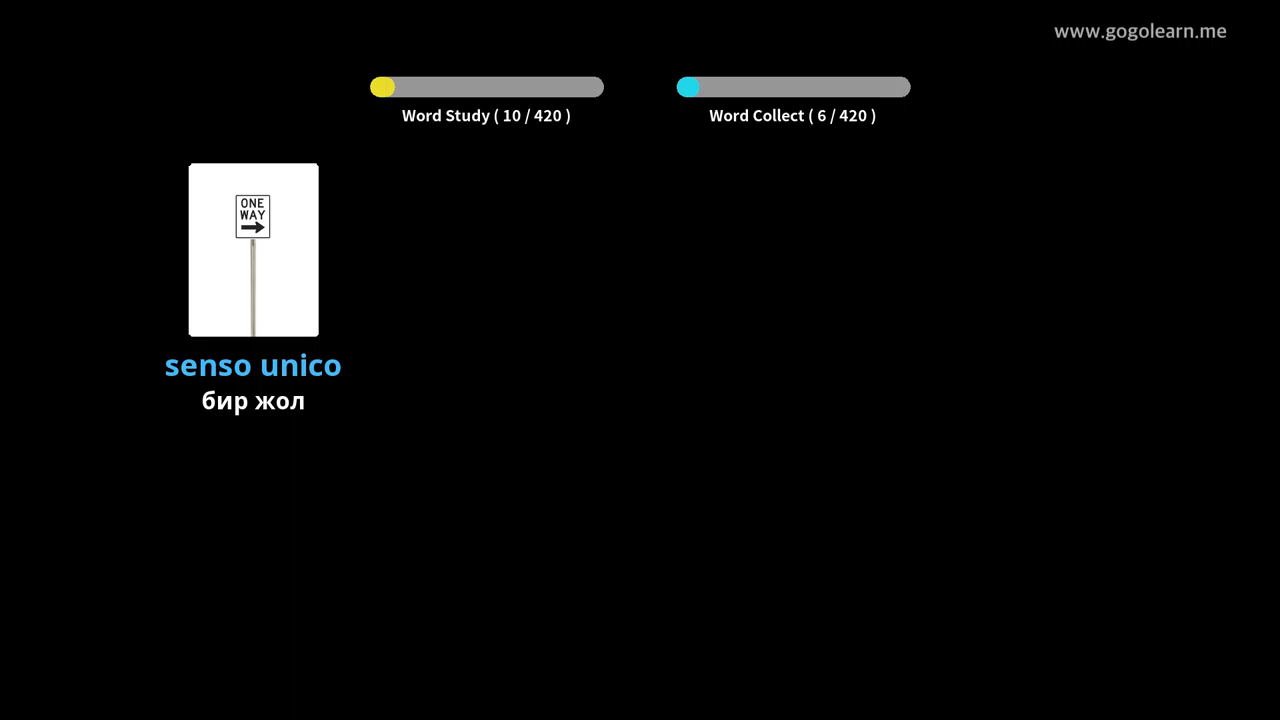 www.gogolearn.me
Word Study ( 10 / 420 )
Word Collect ( 6 / 420 )
ONE
WAY
senso unico
бир жол